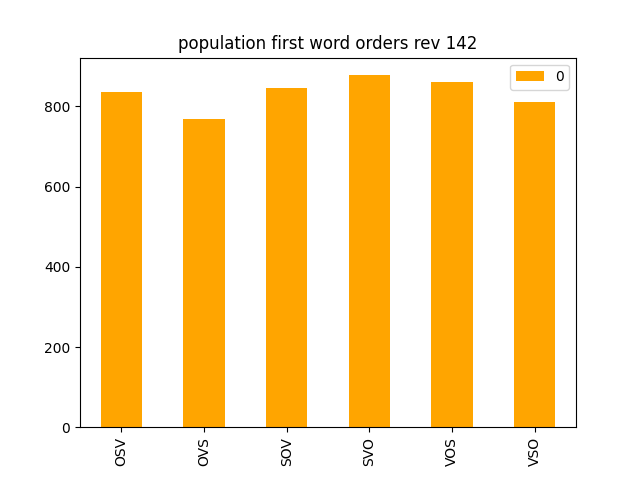 population first word orders rev 142
0
800
600
400
200
0
OSV
OVS
SOV
SVO
VOS
VSO